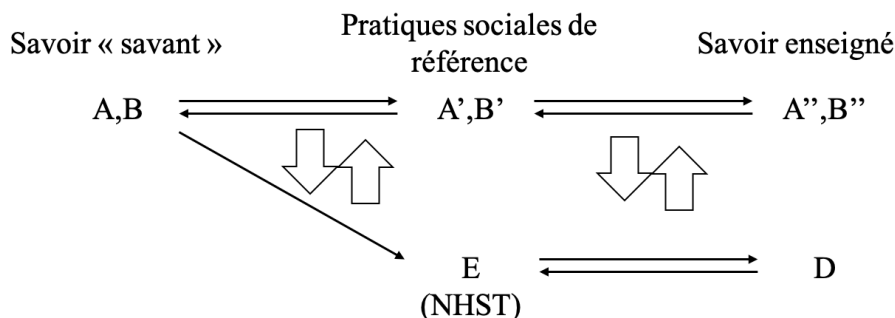 Savoir « savant »
Pratiques sociales de
référence
Savoir enseigné
A,B
A’,B’
A’’,B’’
E
(NHST)
D